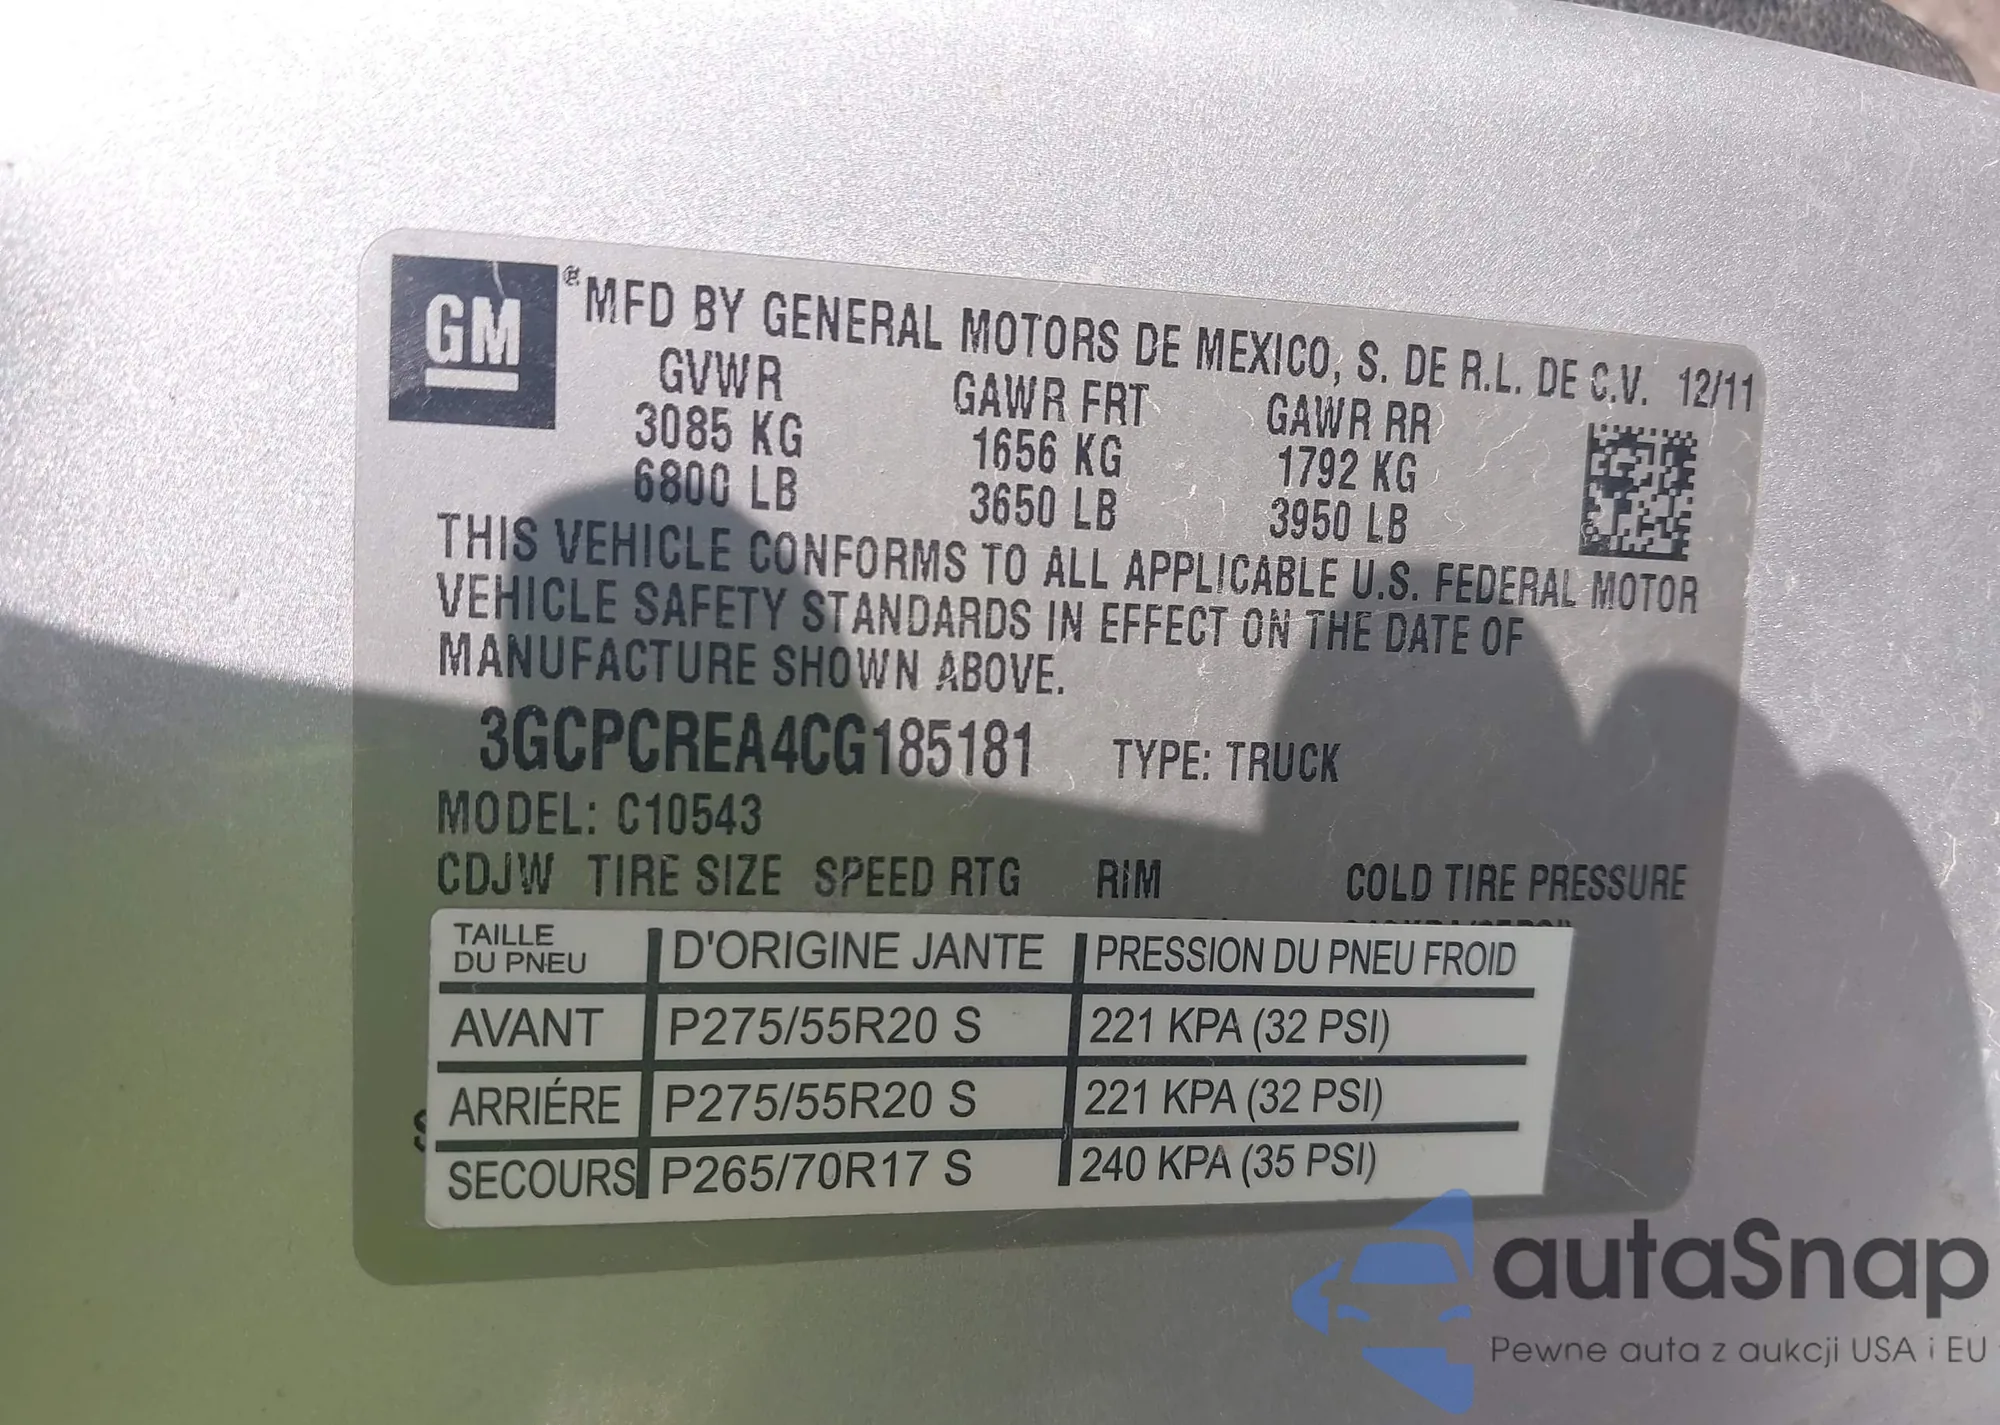 GM
® MFD BY GENERAL MOTORS DE MEXICO, S. DE R.L. DE C.V. 12/11
GVWR GAWR FRT GAWR RR
3085 KG 1656 KG 1792 KG
6800 LB 3650 LB 3950 LB
THIS VEHICLE CONFORMS TO ALL APPLICABLE U.S. FEDERAL MOTOR
VEHICLE SAFETY STANDARDS IN EFFECT ON THE DATE OF
MANUFACTURE SHOWN ABOVE.
3GCPCREA4CG185181 TYPE: TRUCK
MODEL: C10543
CDJW TIRE SIZE SPEED RTG RIM COLD TIRE PRESSURE
TAILLE DU PNEU D'ORIGINE JANTE PRESSION DU PNEU FROID
AVANT P275/55R20 S 221 KPA (32 PSI)
ARRIÉRE P275/55R20 S 221 KPA (32 PSI)
SECOURS P265/70R17 S 240 KPA (35 PSI)
autaSnap
Pewne auta z aukcji USA i EU